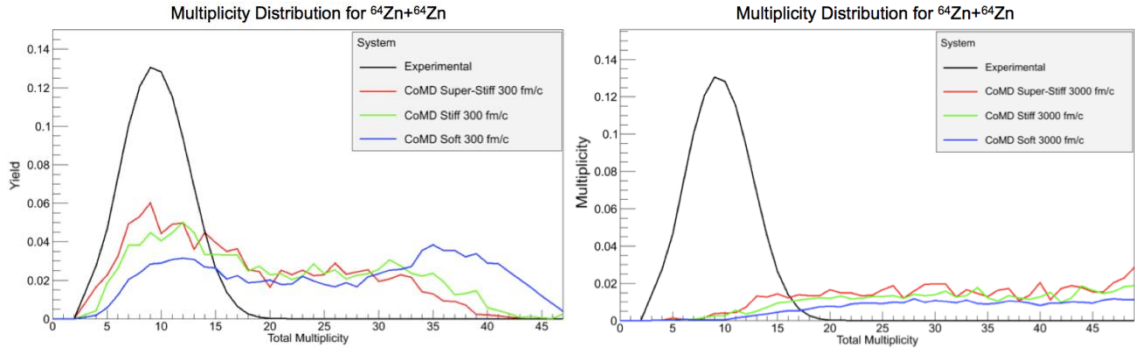 Multiplicity Distribution for ⁶⁴Zn+⁶⁴Zn
System
Experimental
CoMD Super-Stiff 300 fm/c
CoMD Stiff 300 fm/c
CoMD Soft 300 fm/c
Yield
0.14
0.12
0.1
0.08
0.06
0.04
0.02
0
0 5 10 15 20 25 30 35 40 45
Total Multiplicity
Multiplicity Distribution for ⁶⁴Zn+⁶⁴Zn
System
Experimental
CoMD Super-Stiff 3000 fm/c
CoMD Stiff 3000 fm/c
CoMD Soft 3000 fm/c
Multiplicity
0.14
0.12
0.1
0.08
0.06
0.04
0.02
0
0 5 10 15 20 25 30 35 40 45
Total Multiplicity